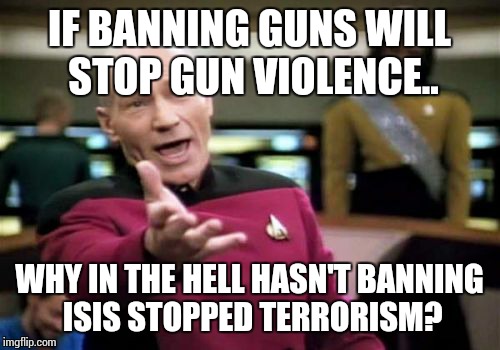 IF BANNING GUNS WILL
STOP GUN VIOLENCE..
WHY IN THE HELL HASN'T BANNING
ISIS STOPPED TERRORISM?
imgflip.com